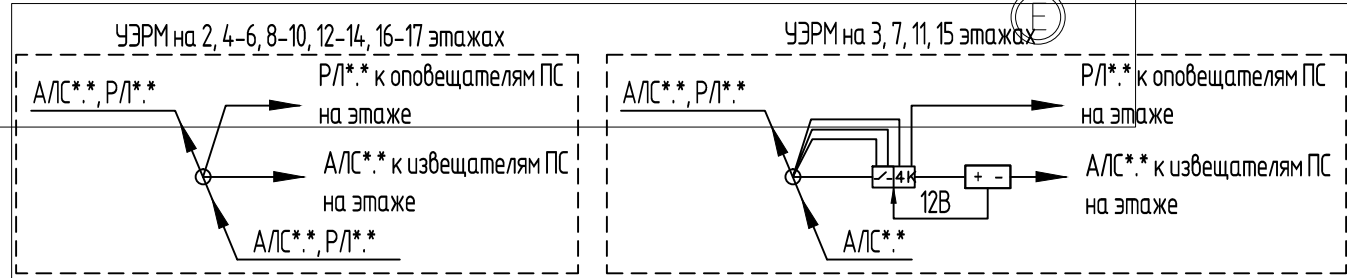 Е
УЭРМ на 2, 4-6, 8-10, 12-14, 16-17 этажах
АЛС*.*, РЛ*.*
РЛ*.* к оповещателям ПС
на этаже
АЛС*.* к извещателям ПС
на этаже
АЛС*.*, РЛ*.*
УЭРМ на 3, 7, 11, 15 этажах
АЛС*.*, РЛ*.*
РЛ*.* к оповещателям ПС
на этаже
-4К
+ -
12В
АЛС*.* к извещателям ПС
на этаже
АЛС*.*